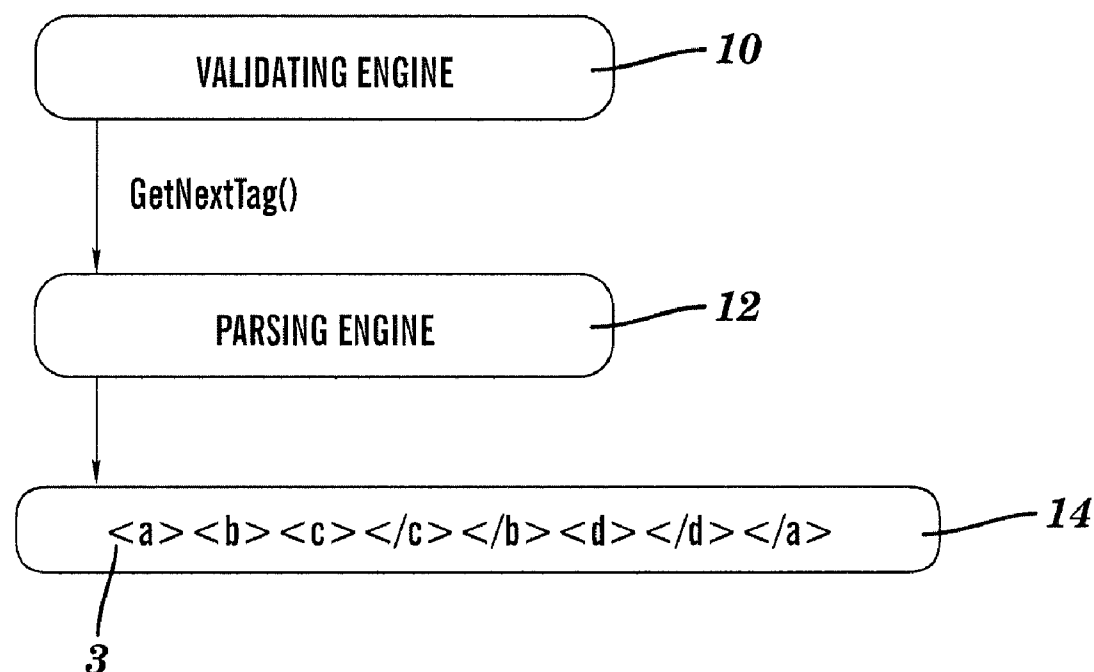 VALIDATING ENGINE
10
GetNextTag()
PARSING ENGINE
12
<a><b><c></c></b><d></d></a>
14
3